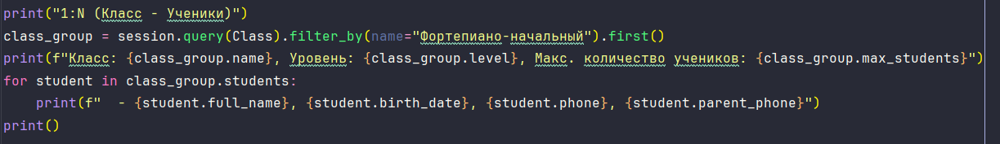 print("1:N (Класс - Ученики)")
class_group = session.query(Class).filter_by(name="Фортепиано-начальный").first()
print(f"Класс: {class_group.name}, Уровень: {class_group.level}, Макс. количество учеников: {class_group.max_students}")
for student in class_group.students:
    print(f"  - {student.full_name}, {student.birth_date}, {student.phone}, {student.parent_phone}")
print()